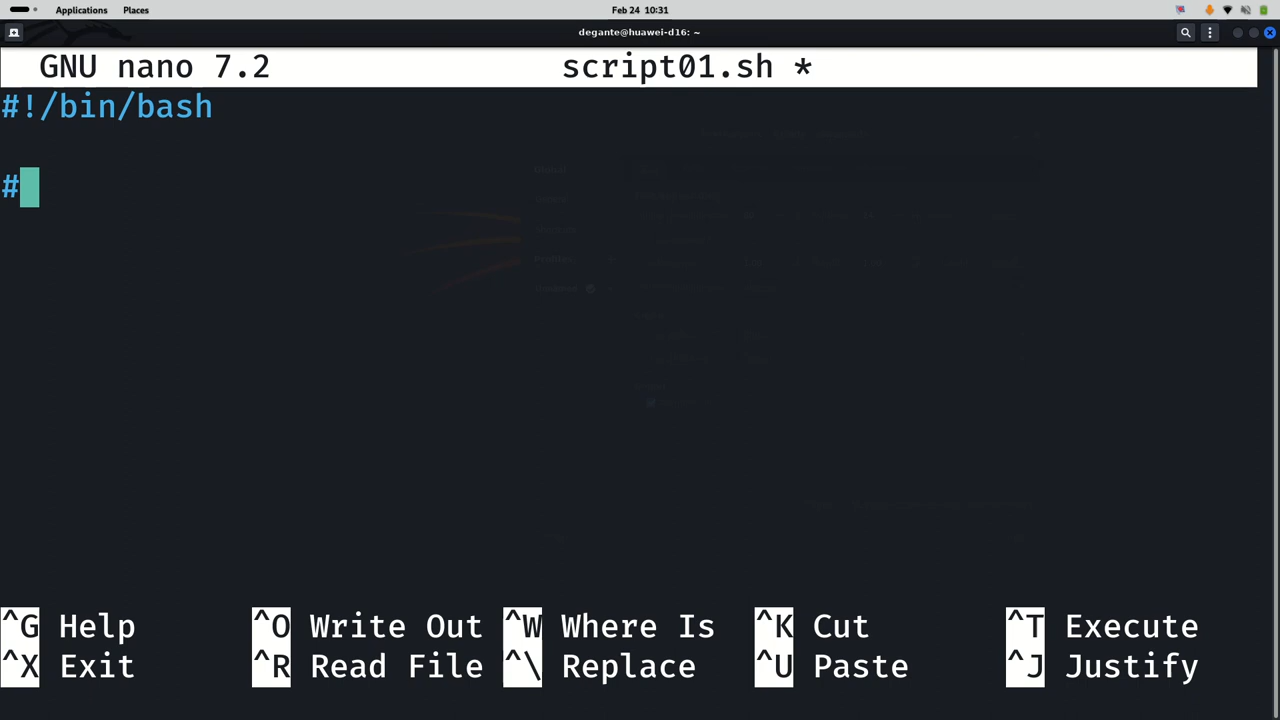 Applications Places Feb 24 10:31
degante@huawei-d16: ~
GNU nano 7.2 script01.sh *
#!/bin/bash
#
^G Help ^O Write Out ^W Where Is ^K Cut ^T Execute
^X Exit ^R Read File ^\ Replace ^U Paste ^J Justify